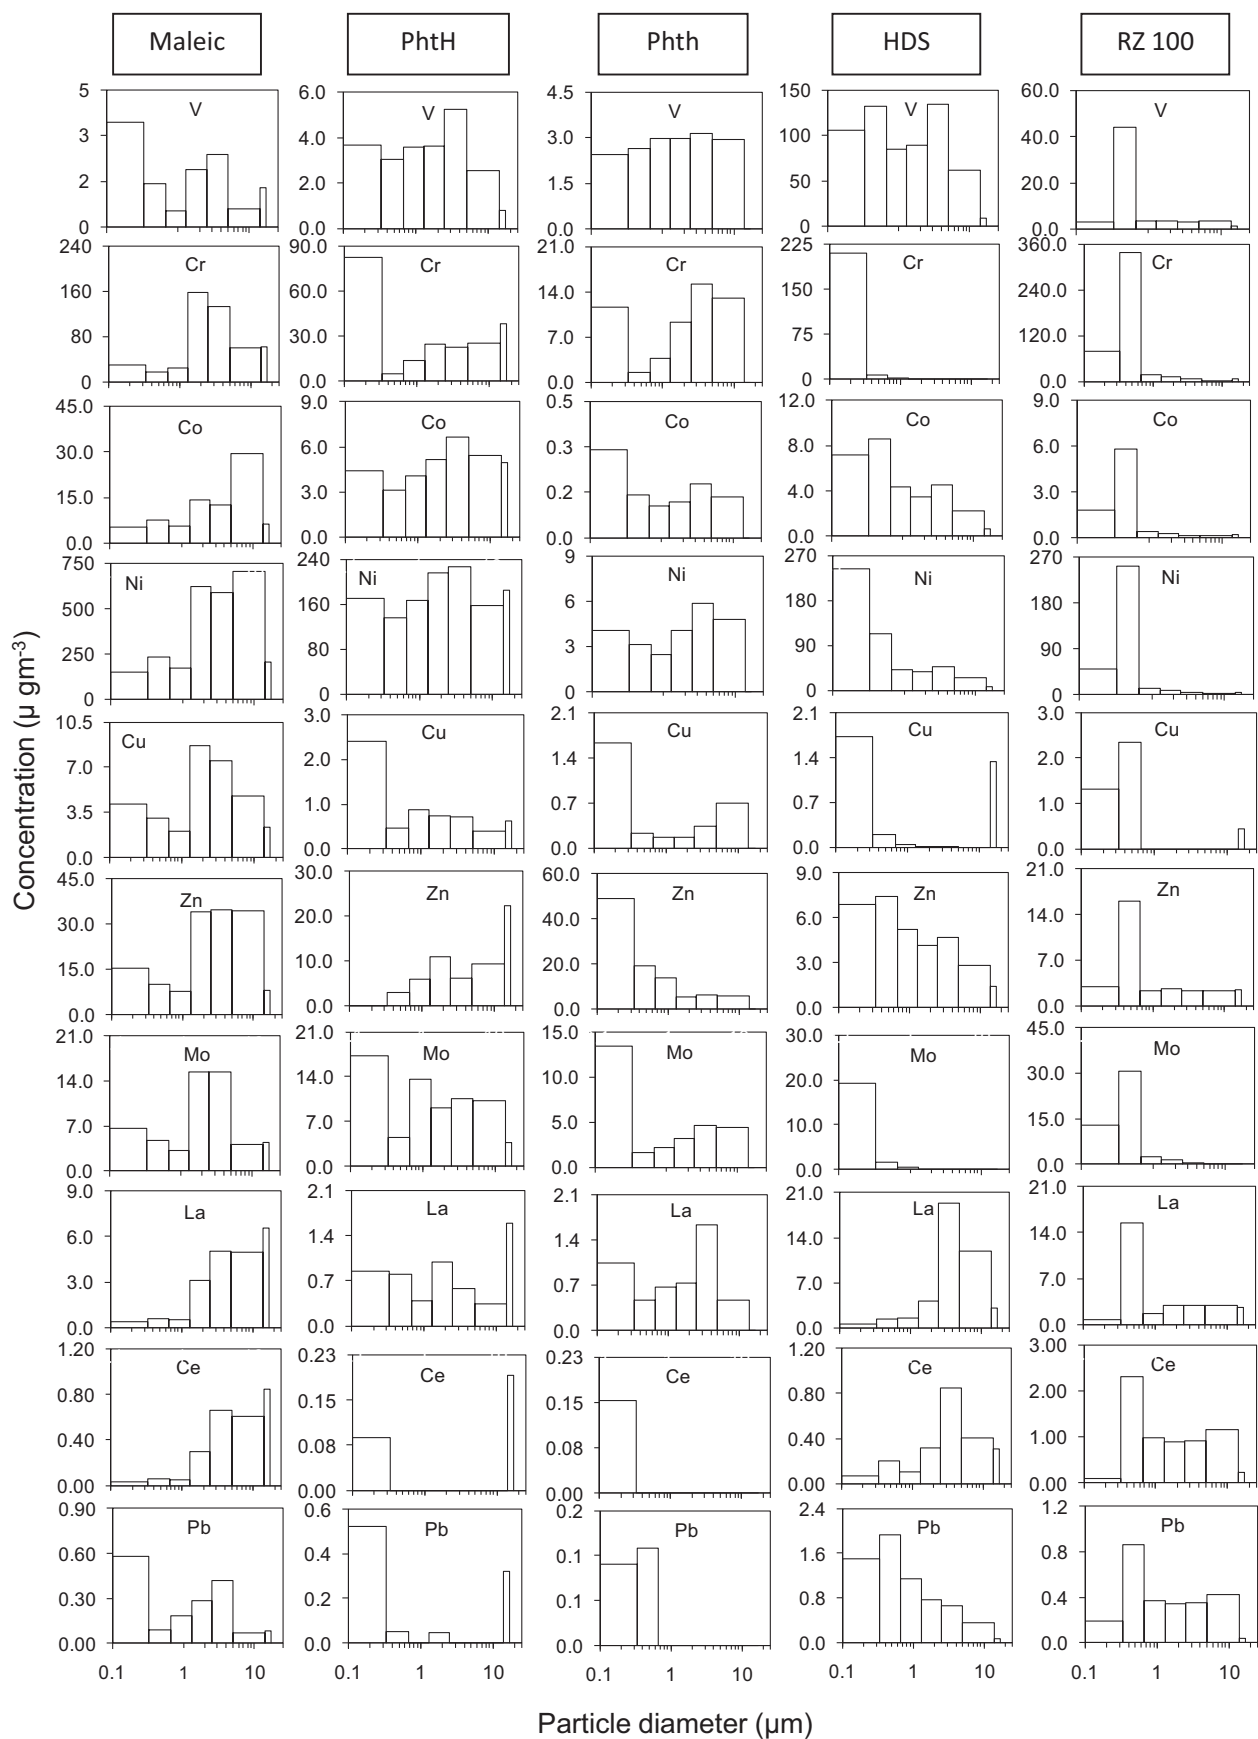 Maleic PhtH Phth HDS RZ 100
V V V V V
5 3 2 0
6.0 4.0 2.0 0.0
4.5 3.0 1.5 0.0
150 100 50 0
60.0 40.0 20.0 0.0
Cr Cr Cr Cr Cr
240 160 80 0
90.0 60.0 30.0 0.0
21.0 14.0 7.0 0.0
225 150 75 0
360.0 240.0 120.0 0.0
Co Co Co Co Co
45.0 30.0 15.0 0.0
9.0 6.0 3.0 0.0
0.5 0.3 0.2 0.0
12.0 8.0 4.0 0.0
9.0 6.0 3.0 0.0
Ni Ni Ni Ni Ni
750 500 250 0
240 160 80 0
9 6 3 0
270 180 90 0
270 180 90 0
Concentration (µ gm-3)
Cu Cu Cu Cu Cu
10.5 7.0 3.5 0.0
3.0 2.0 1.0 0.0
2.1 1.4 0.7 0.0
2.1 1.4 0.7 0.0
3.0 2.0 1.0 0.0
Zn Zn Zn Zn Zn
45.0 30.0 15.0 0.0
30.0 20.0 10.0 0.0
60.0 40.0 20.0 0.0
9.0 6.0 3.0 0.0
21.0 14.0 7.0 0.0
Mo Mo Mo Mo Mo
21.0 14.0 7.0 0.0
21.0 14.0 7.0 0.0
15.0 10.0 5.0 0.0
30.0 20.0 10.0 0.0
45.0 30.0 15.0 0.0
La La La La La
9.0 6.0 3.0 0.0
2.1 1.4 0.7 0.0
2.1 1.4 0.7 0.0
21.0 14.0 7.0 0.0
21.0 14.0 7.0 0.0
Ce Ce Ce Ce Ce
1.20 0.80 0.40 0.00
0.23 0.15 0.08 0.00
0.23 0.15 0.08 0.00
1.20 0.80 0.40 0.00
3.00 2.00 1.00 0.00
Pb Pb Pb Pb Pb
0.90 0.60 0.30 0.00
0.6 0.4 0.2 0.0
0.2 0.1 0.1 0.0
2.4 1.6 0.8 0.0
1.2 0.8 0.4 0.0
0.1 1 10 0.1 1 10 0.1 1 10 0.1 1 10 0.1 1 10
Particle diameter (µm)